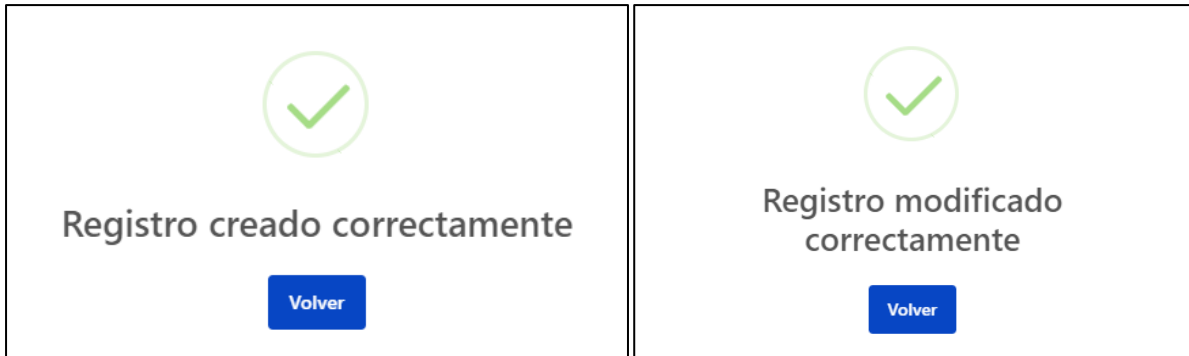 Registro creado correctamente
Volver
Registro modificado
correctamente
Volver